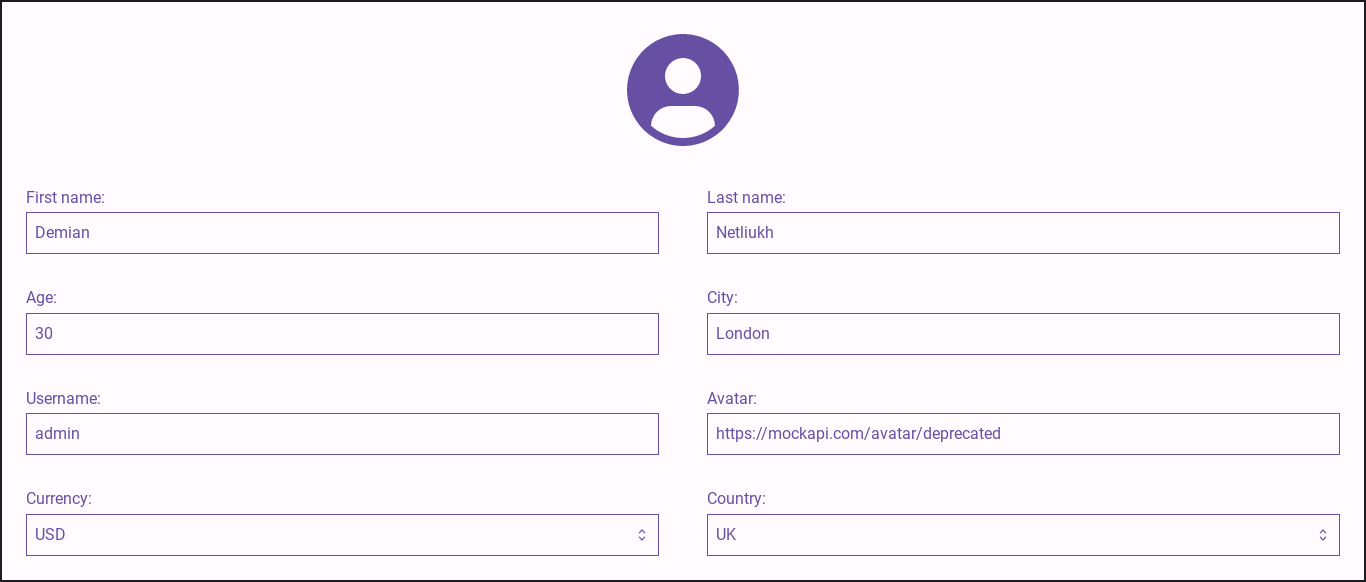 First name:
Last name:
Demian
Netliukh
Age:
City:
30
London
Username:
Avatar:
admin
https://mockapi.com/avatar/deprecated
Currency:
Country:
USD
UK